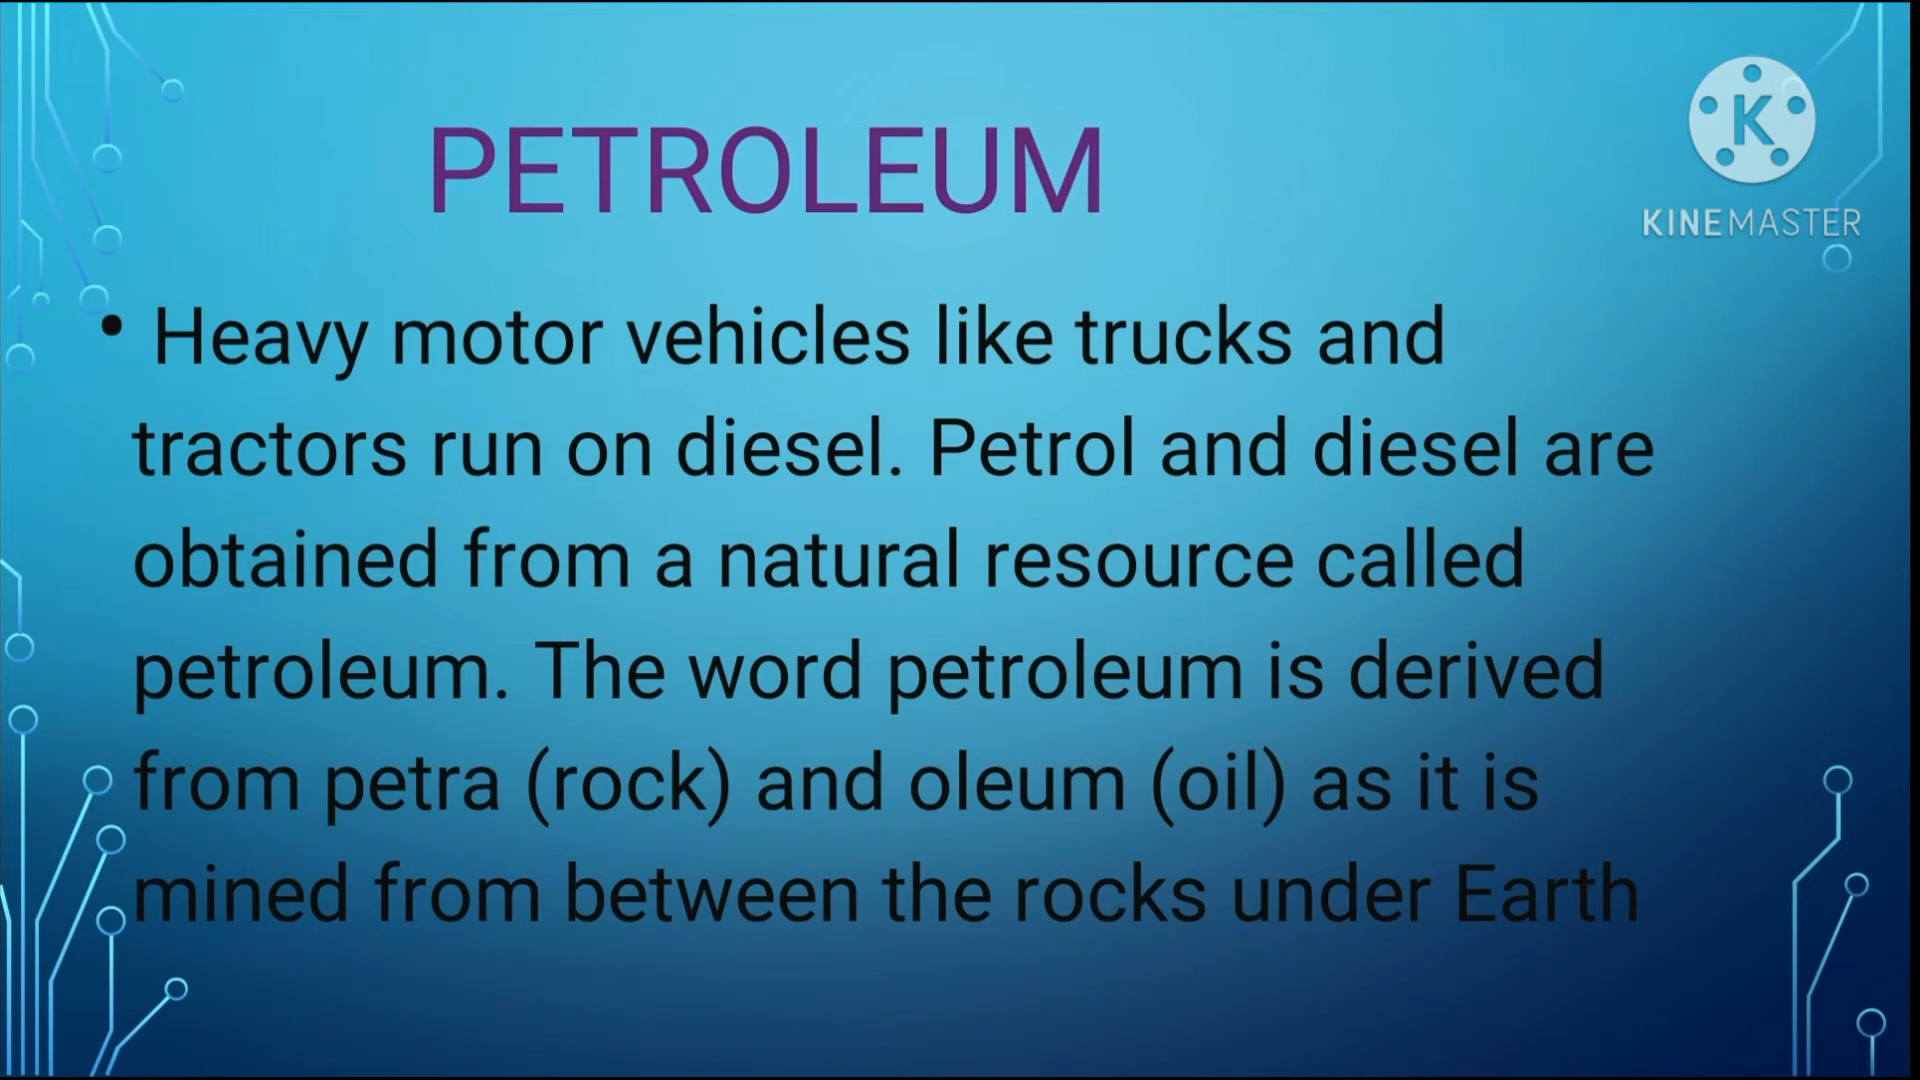 PETROLEUM
KINEMASTER
• Heavy motor vehicles like trucks and
tractors run on diesel. Petrol and diesel are
obtained from a natural resource called
petroleum. The word petroleum is derived
from petra (rock) and oleum (oil) as it is
mined from between the rocks under Earth